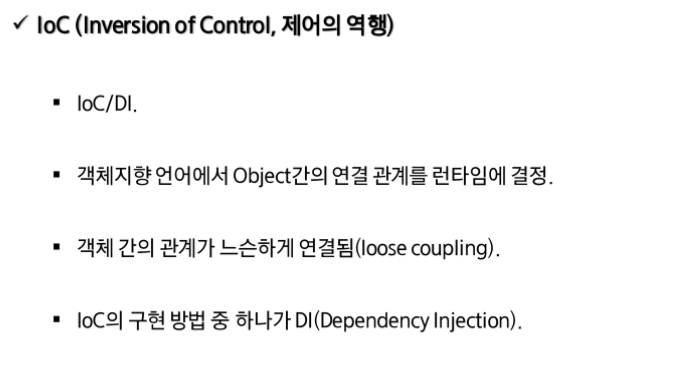 ✓ IoC (Inversion of Control, 제어의 역행)
▪ IoC/DI.
▪ 객체지향 언어에서 Object간의 연결 관계를 런타임에 결정.
▪ 객체 간의 관계가 느슨하게 연결됨(loose coupling).
▪ IoC의 구현 방법 중 하나가 DI(Dependency Injection).